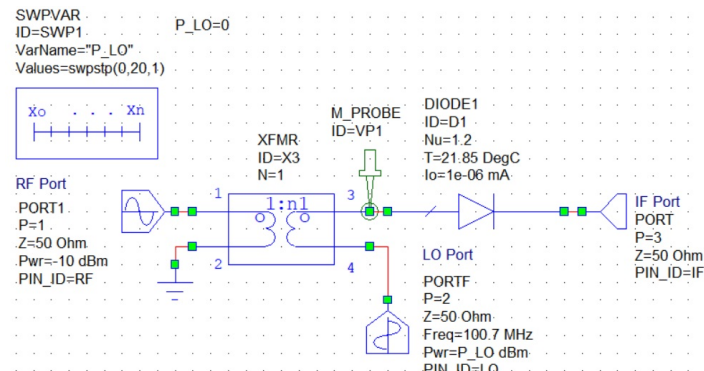 SWPVAR
ID=SWP1
VarName="P_LO"
Values=swpstp(0,20,1)
P_LO=0
Xo . . . Xn
RF Port
PORT1
P=1
Z=50 Ohm
Pwr=-10 dBm
PIN_ID=RF
XFMR
ID=X3
N=1
1
2
3
4
1:n1
M_PROBE
ID=VP1
DIODE1
ID=D1
Nu=1.2
T=21.85 DegC
Io=1e-06 mA
LO Port
PORTF
P=2
Z=50 Ohm
Freq=100.7 MHz
Pwr=P_LO dBm
PIN_ID=LO
IF Port
PORT
P=3
Z=50 Ohm
PIN_ID=IF